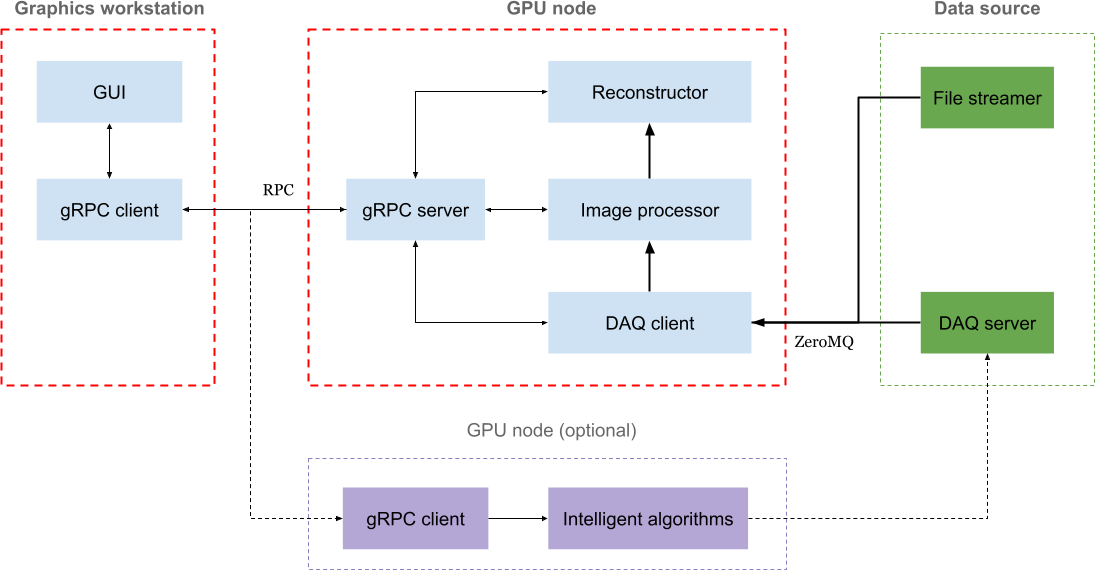 Graphics workstation
GPU node
Data source
GUI
Reconstructor
File streamer
RPC
gRPC client
gRPC server
Image processor
DAQ client
DAQ server
ZeroMQ
GPU node (optional)
gRPC client
Intelligent algorithms